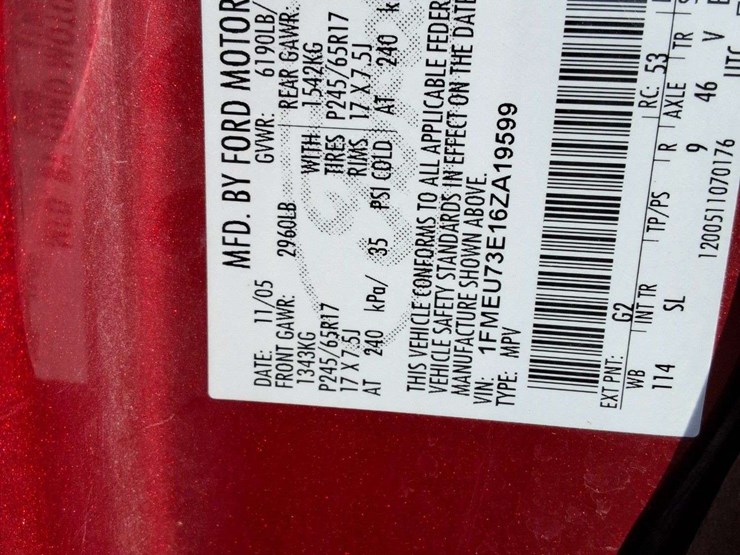 MFD. BY FORD MOTOR
DATE: 11/05 GVWR: 6190LB/
FRONT GAWR: 2960LB REAR GAWR:
1343KG WITH 1542KG
P245/65R17 TIRES P245/65R17
17 X 7.5J RIMS 17 X 7.5J
AT 240 kPa/ 35 PSI COLD AT 240 k
THIS VEHICLE CONFORMS TO ALL APPLICABLE FEDER
VEHICLE SAFETY STANDARDS IN EFFECT ON THE DATE
MANUFACTURE SHOWN ABOVE.
VIN: 1FMEU73E16ZA19599
TYPE: MPV
EXT PNT: G2 RC: 53
WB INT TR TP/PS R AXLE TR
114 SL 9 46 V
1200511070176 UTC